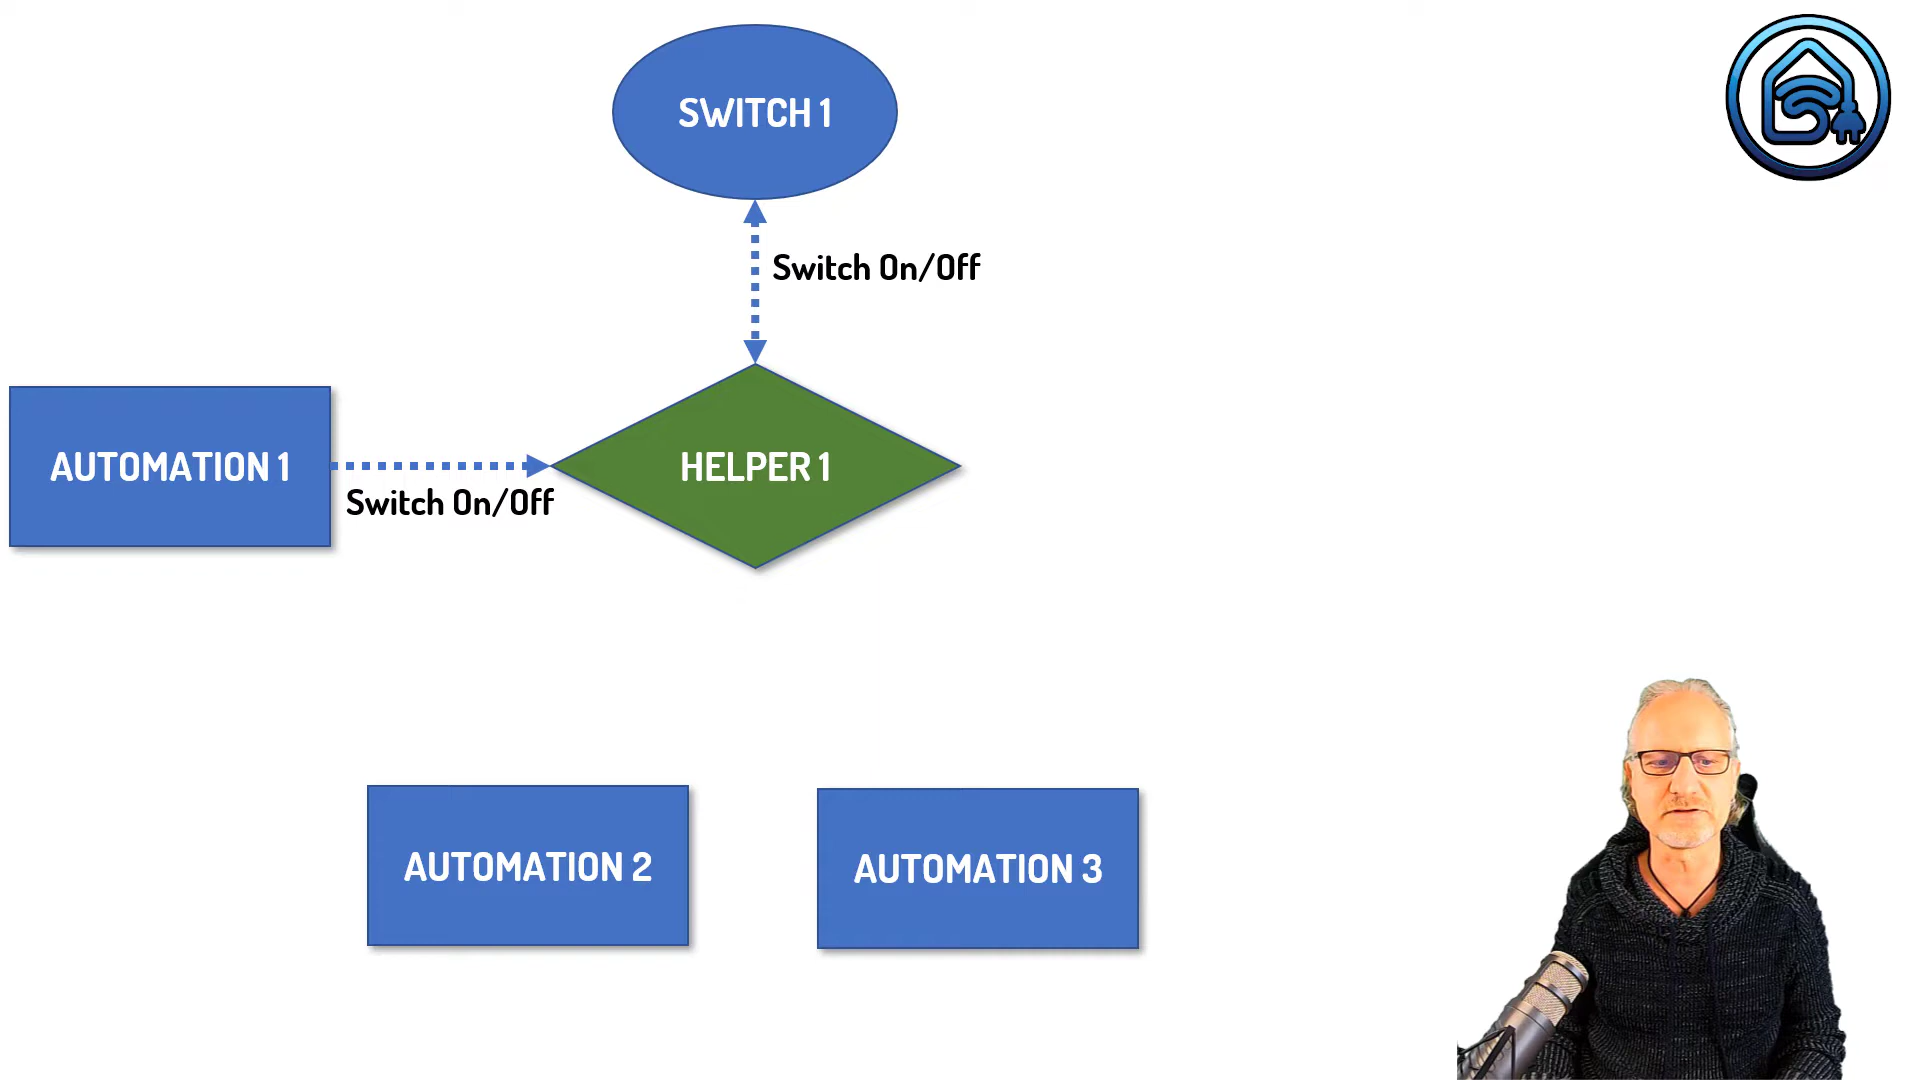 SWITCH 1
Switch On/Off
AUTOMATION 1
Switch On/Off
HELPER 1
AUTOMATION 2
AUTOMATION 3